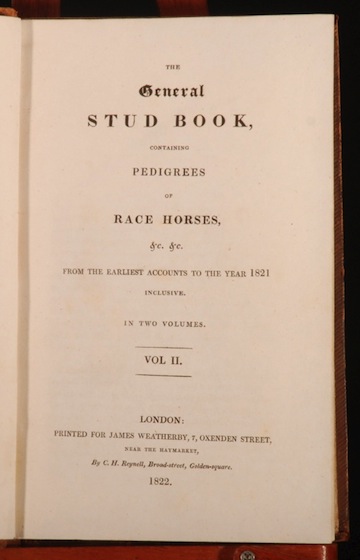 THE
General
STUD BOOK,
CONTAINING
PEDIGREES
OF
RACE HORSES,
&c. &c.
FROM THE EARLIEST ACCOUNTS TO THE YEAR 1821
INCLUSIVE.
IN TWO VOLUMES.
VOL II.
LONDON:
PRINTED FOR JAMES WEATHERBY, 7, OXENDEN STREET,
NEAR THE HAYMARKET,
By C. H. Reynell, Broad-street, Golden-square.
1822.